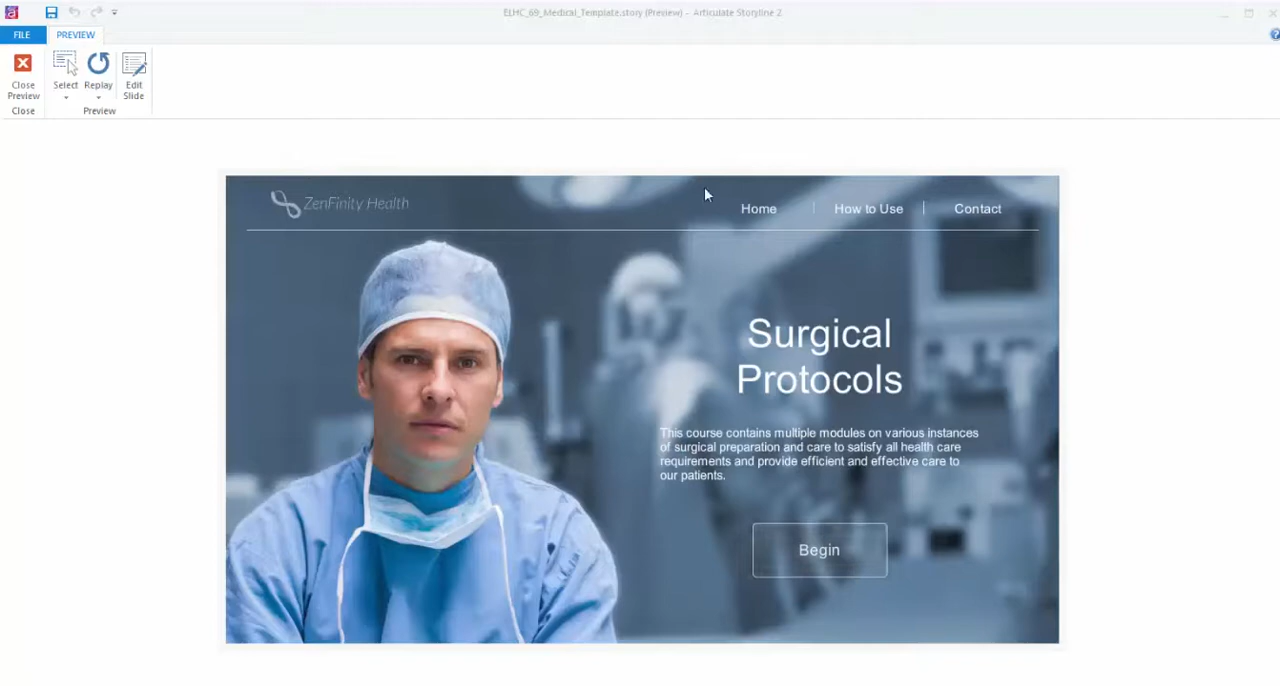 ELHC_69_Medical_Template.story (Preview) - Articulate Storyline 2
FILE
PREVIEW
Close
Preview
Select
Replay
Edit
Slide
Close
Preview
ZenFinity Health
Home
How to Use
Contact
Surgical
Protocols
This course contains multiple modules on various instances
of surgical preparation and care to satisfy all health care
requirements and provide efficient and effective care to
our patients.
Begin